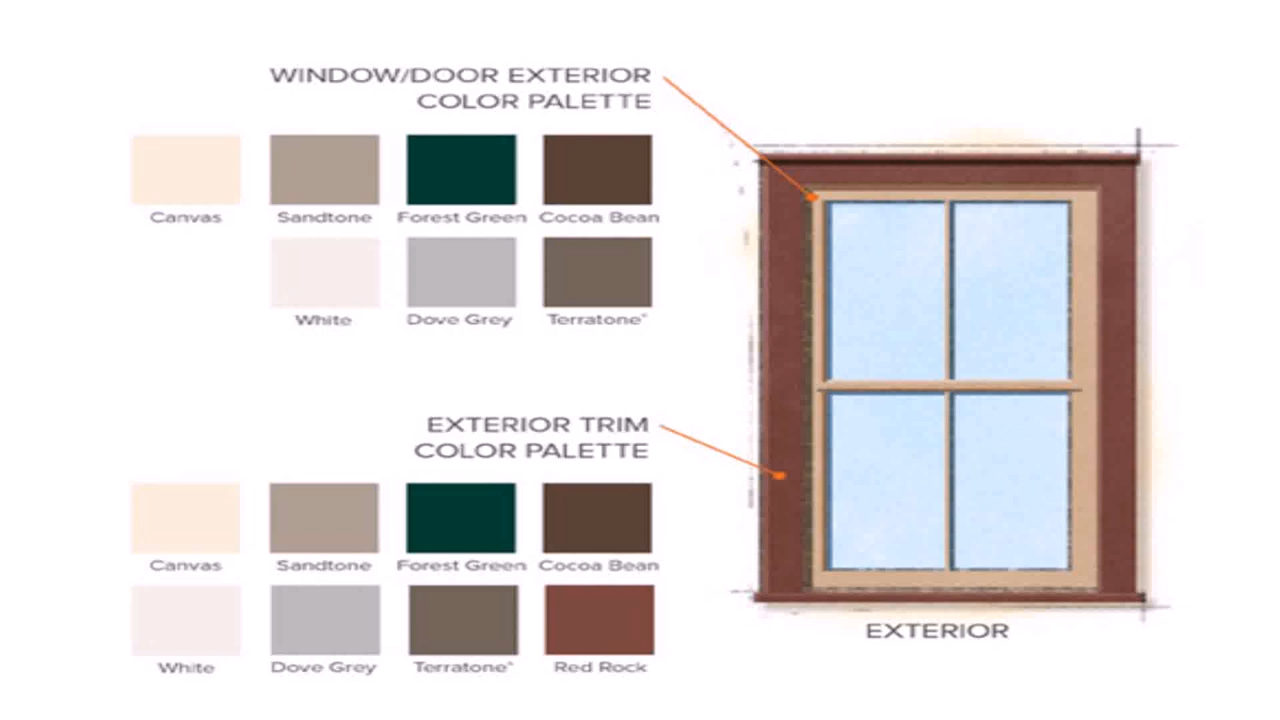 WINDOW/DOOR EXTERIOR
COLOR PALETTE
Canvas Sandtone Forest Green Cocoa Bean
White Dove Grey Terratone*
EXTERIOR TRIM
COLOR PALETTE
Canvas Sandtone Forest Green Cocoa Bean
White Dove Grey Terratone* Red Rock
EXTERIOR